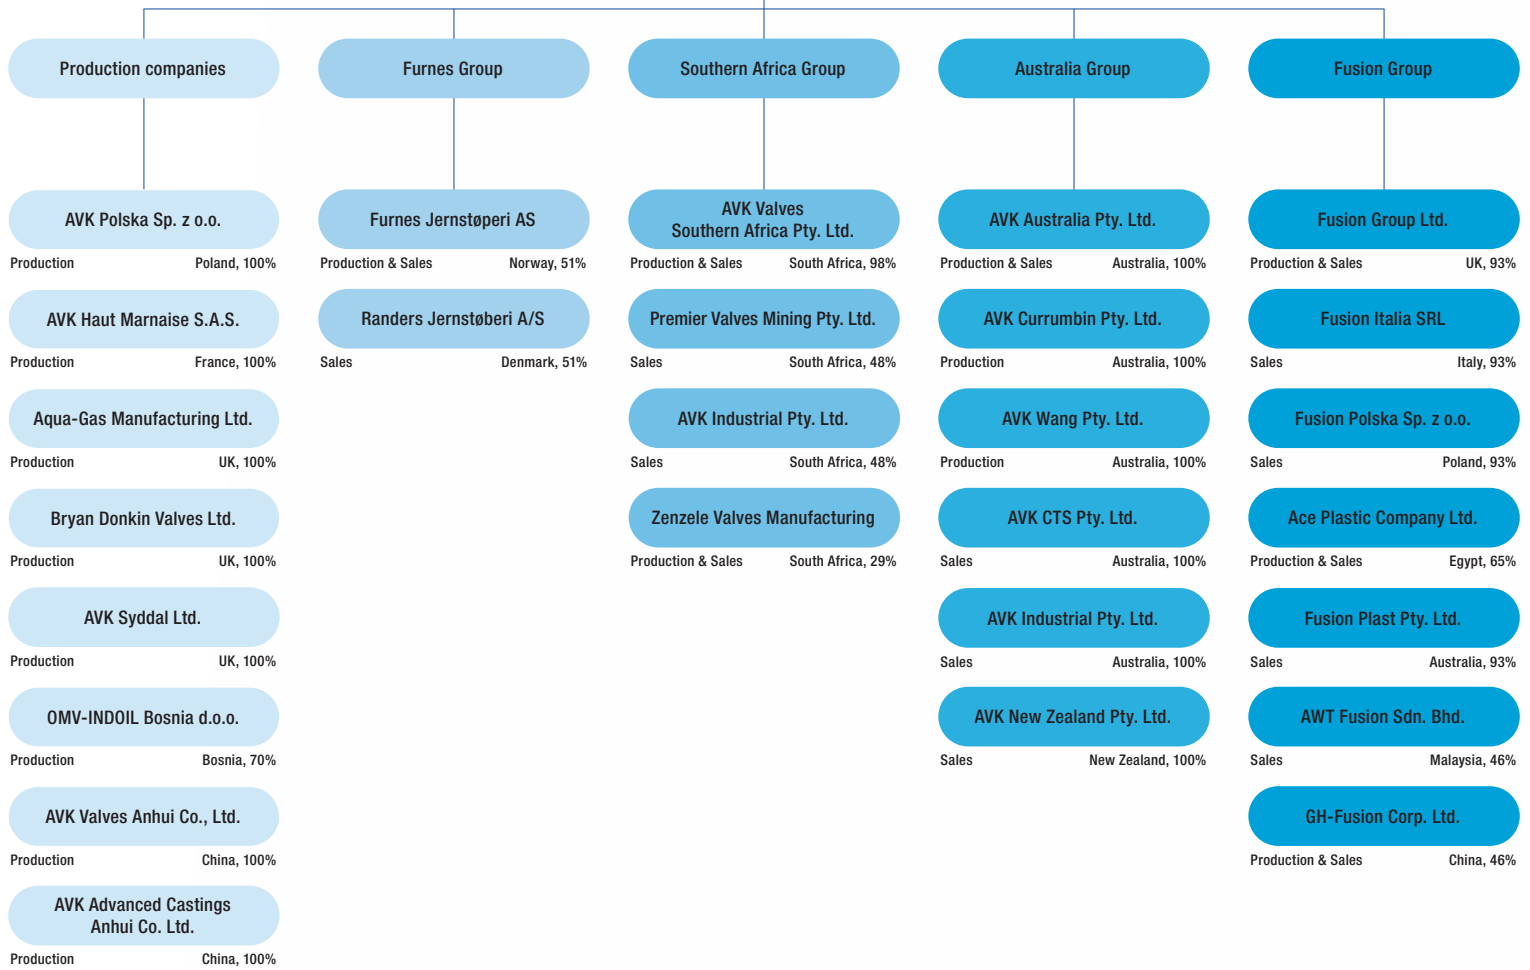 Production companies
Furnes Group
Southern Africa Group
Australia Group
Fusion Group
AVK Polska Sp. z o.o.
Production Poland, 100%
AVK Haut Marnaise S.A.S.
Production France, 100%
Aqua-Gas Manufacturing Ltd.
Production UK, 100%
Bryan Donkin Valves Ltd.
Production UK, 100%
AVK Syddal Ltd.
Production UK, 100%
OMV-INDOIL Bosnia d.o.o.
Production Bosnia, 70%
AVK Valves Anhui Co., Ltd.
Production China, 100%
AVK Advanced Castings
Anhui Co. Ltd.
Production China, 100%
Furnes Jernstøperi AS
Production & Sales Norway, 51%
Randers Jernstøberi A/S
Sales Denmark, 51%
AVK Valves
Southern Africa Pty. Ltd.
Production & Sales South Africa, 98%
Premier Valves Mining Pty. Ltd.
Sales South Africa, 48%
AVK Industrial Pty. Ltd.
Sales South Africa, 48%
Zenzele Valves Manufacturing
Production & Sales South Africa, 29%
AVK Australia Pty. Ltd.
Production & Sales Australia, 100%
AVK Currumbin Pty. Ltd.
Production Australia, 100%
AVK Wang Pty. Ltd.
Production Australia, 100%
AVK CTS Pty. Ltd.
Sales Australia, 100%
AVK Industrial Pty. Ltd.
Sales Australia, 100%
AVK New Zealand Pty. Ltd.
Sales New Zealand, 100%
Fusion Group Ltd.
Production & Sales UK, 93%
Fusion Italia SRL
Sales Italy, 93%
Fusion Polska Sp. z o.o.
Sales Poland, 93%
Ace Plastic Company Ltd.
Production & Sales Egypt, 65%
Fusion Plast Pty. Ltd.
Sales Australia, 93%
AWT Fusion Sdn. Bhd.
Sales Malaysia, 46%
GH-Fusion Corp. Ltd.
Production & Sales China, 46%